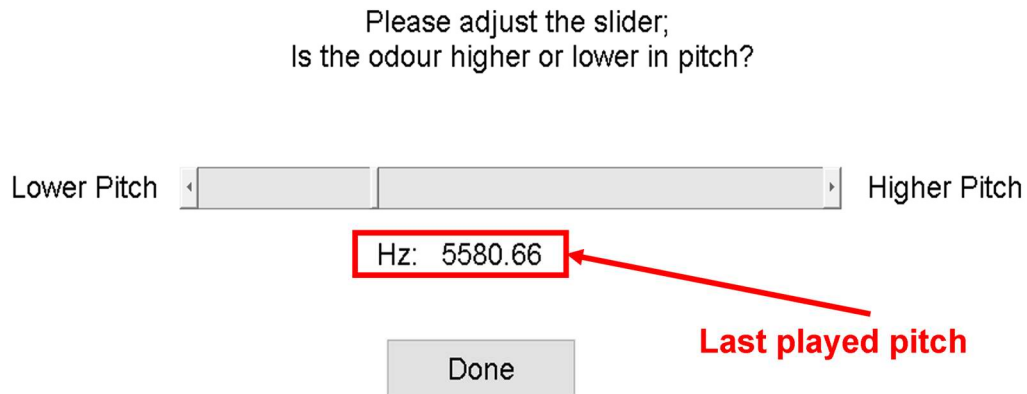 Please adjust the slider;
Is the odour higher or lower in pitch?
Lower Pitch
Higher Pitch
Hz: 5580.66
Last played pitch
Done